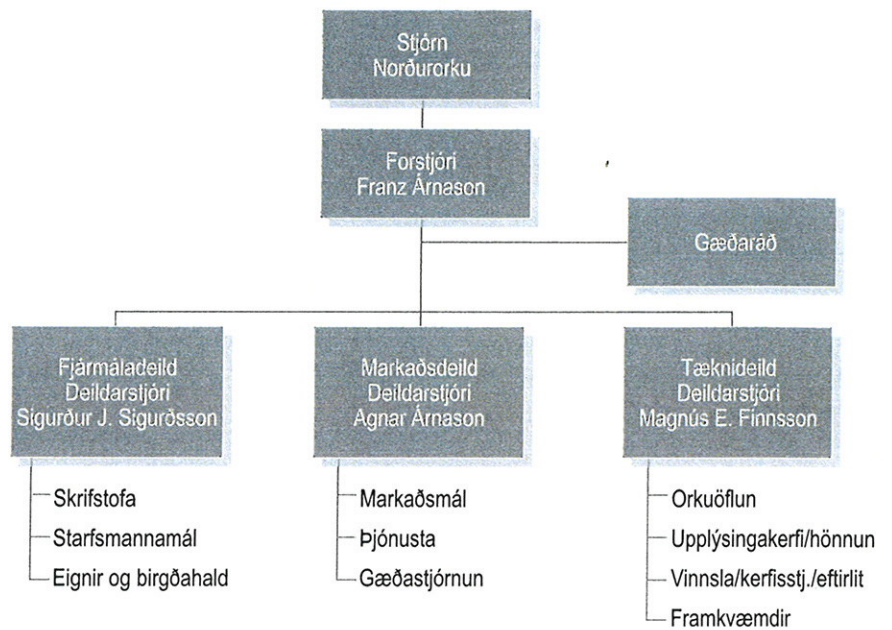 Stjórn
Norðurorku
Forstjóri
Franz Árnason
Gæðaráð
Fjármáladeild
Deildarstjóri
Sigurður J. Sigurðsson
Skrifstofa
Starfsmannamál
Eignir og birgðahald
Markaðsdeild
Deildarstjóri
Agnar Árnason
Markaðsmál
Þjónusta
Gæðastjórnun
Tæknideild
Deildarstjóri
Magnús E. Finnsson
Orkuöflun
Upplýsingakerfi/hönnun
Vinnsla/kerfisstj./eftirlit
Framkvæmdir